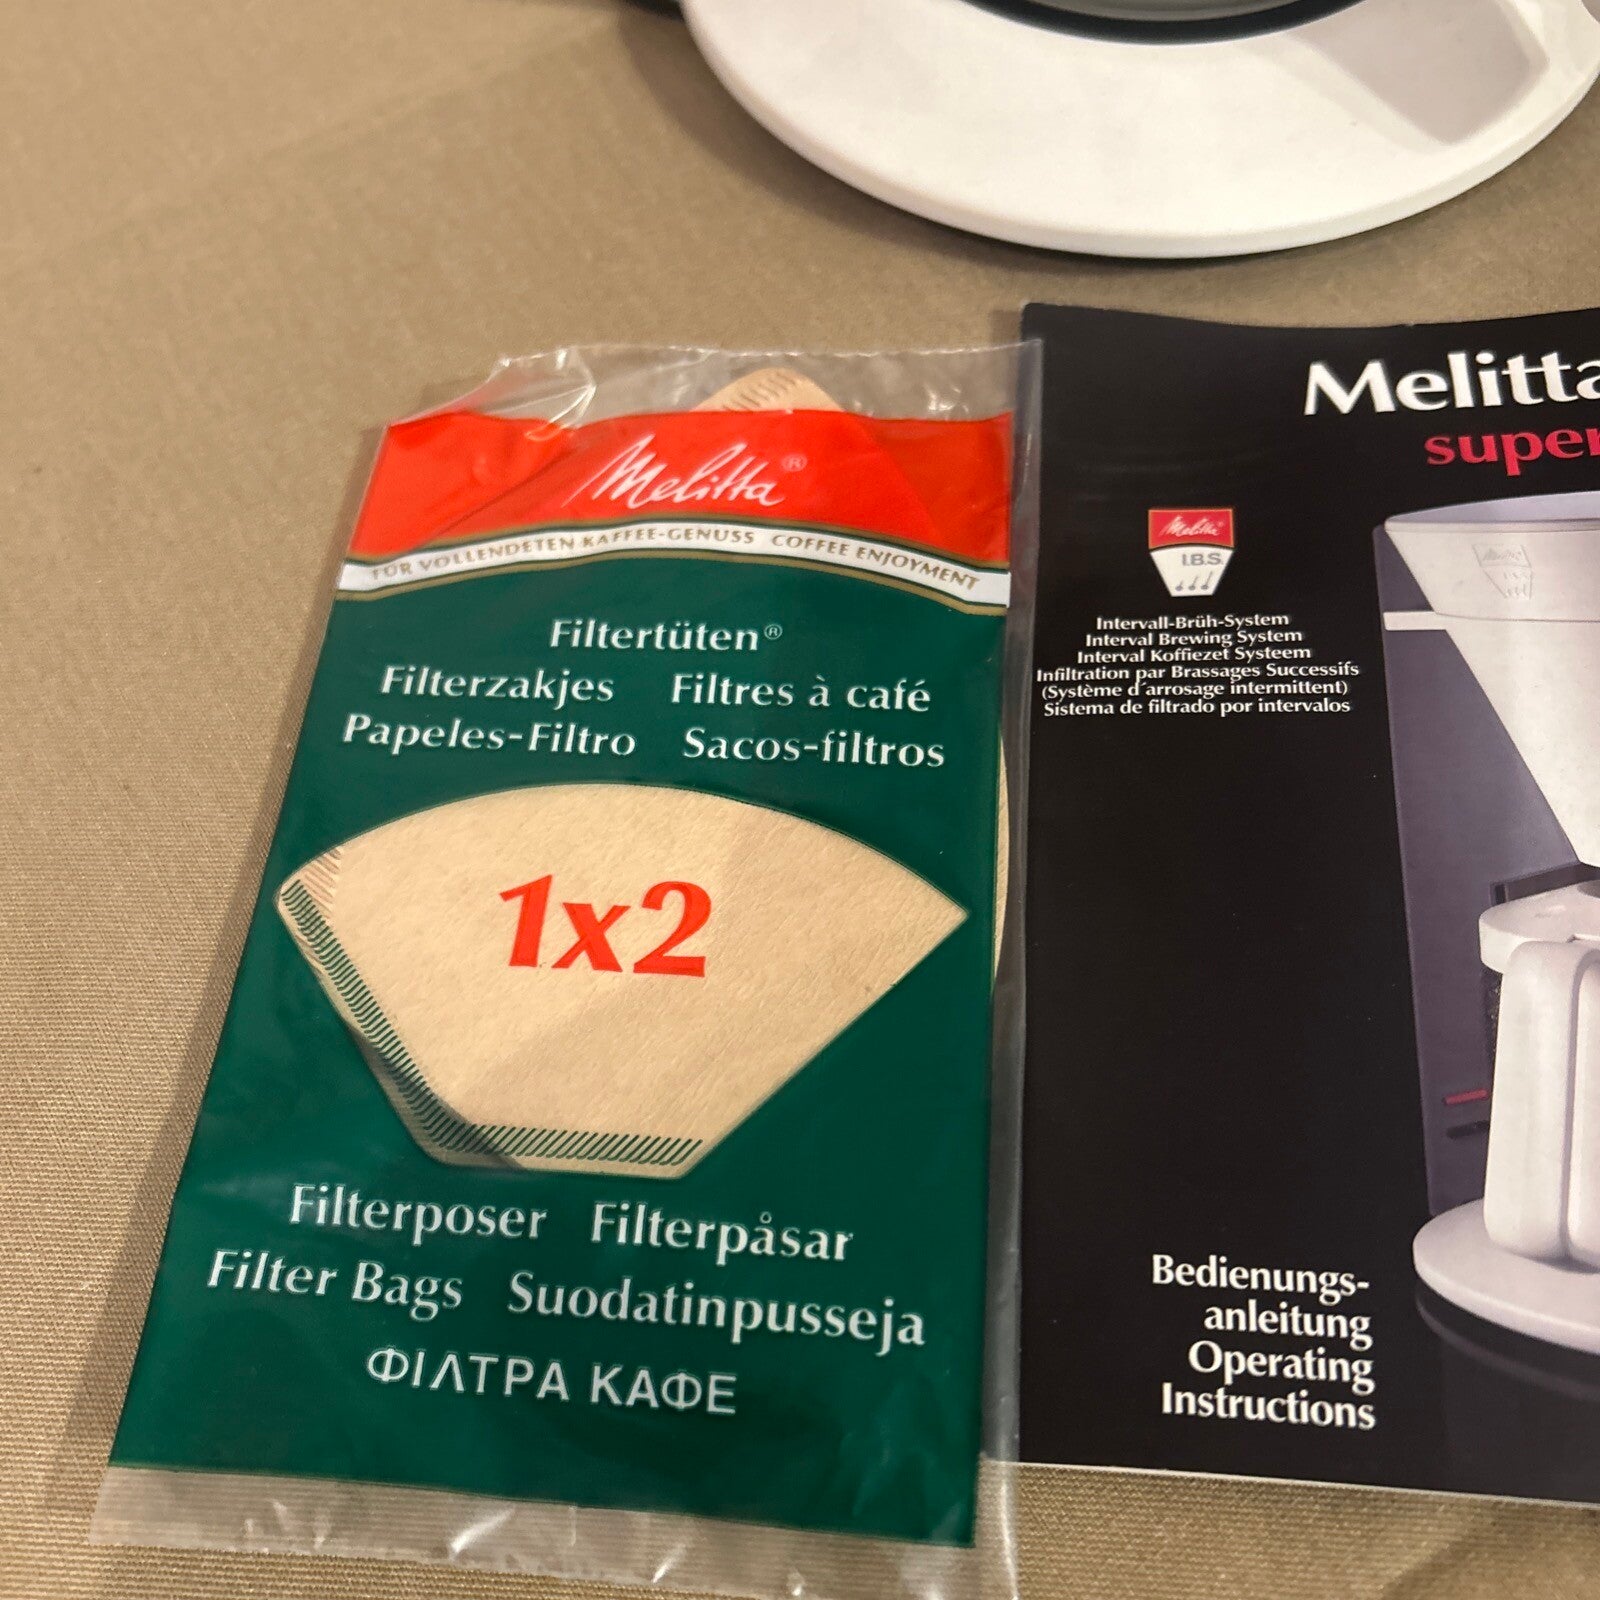 Melitta®
FÜR VOLLENDETEN KAFFEE-GENUSS COFFEE ENJOYMENT
Filtertüten®
Filterzakjes Filtres à café
Papeles-Filtro Sacos-filtros
1x2
Filterposer Filterpåsar
Filter Bags Suodatinpusseja
ΦΙΛΤΡΑ ΚΑΦΕ
Melitta
super
Melitta®
I.B.S.
Intervall-Brüh-System
Interval Brewing System
Interval Koffiezet Systeem
Infiltration par Brassages Successifs
(Système d'arrosage intermittent)
Sistema de filtrado por intervalos
Bedienungs-
anleitung
Operating
Instructions